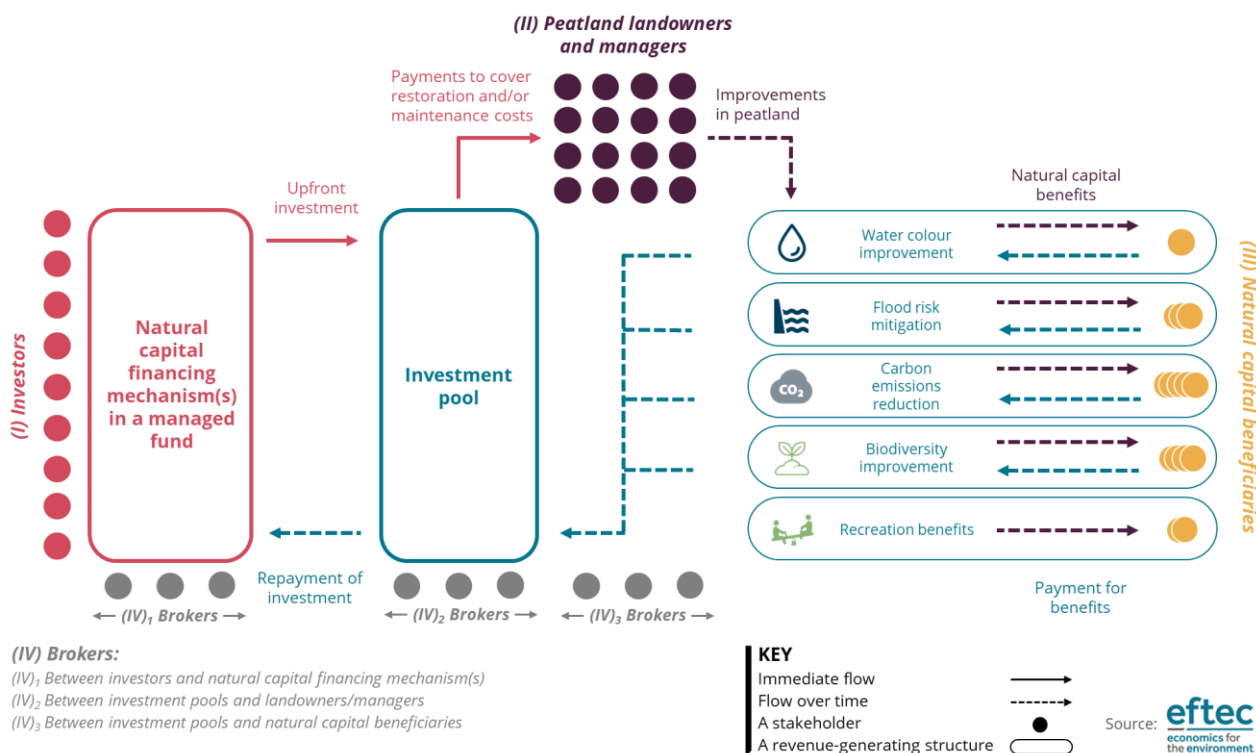 (II) Peatland landowners
and managers
Payments to cover
restoration and/or
maintenance costs
Improvements
in peatland
Upfront
investment
Natural capital
benefits
(I) Investors
Natural
capital
financing
mechanism(s)
in a managed
fund
Investment
pool
Water colour
improvement
Flood risk
mitigation
CO₂
Carbon
emissions
reduction
Biodiversity
improvement
Recreation benefits
(III) Natural capital beneficiaries
Repayment of
investment
Payment for
benefits
(IV)₁ Brokers
(IV)₂ Brokers
(IV)₃ Brokers
(IV) Brokers:
(IV)₁ Between investors and natural capital financing mechanism(s)
(IV)₂ Between investment pools and landowners/managers
(IV)₃ Between investment pools and natural capital beneficiaries
KEY
Immediate flow
Flow over time
A stakeholder
A revenue-generating structure
Source:
eftec
economics for
the environment